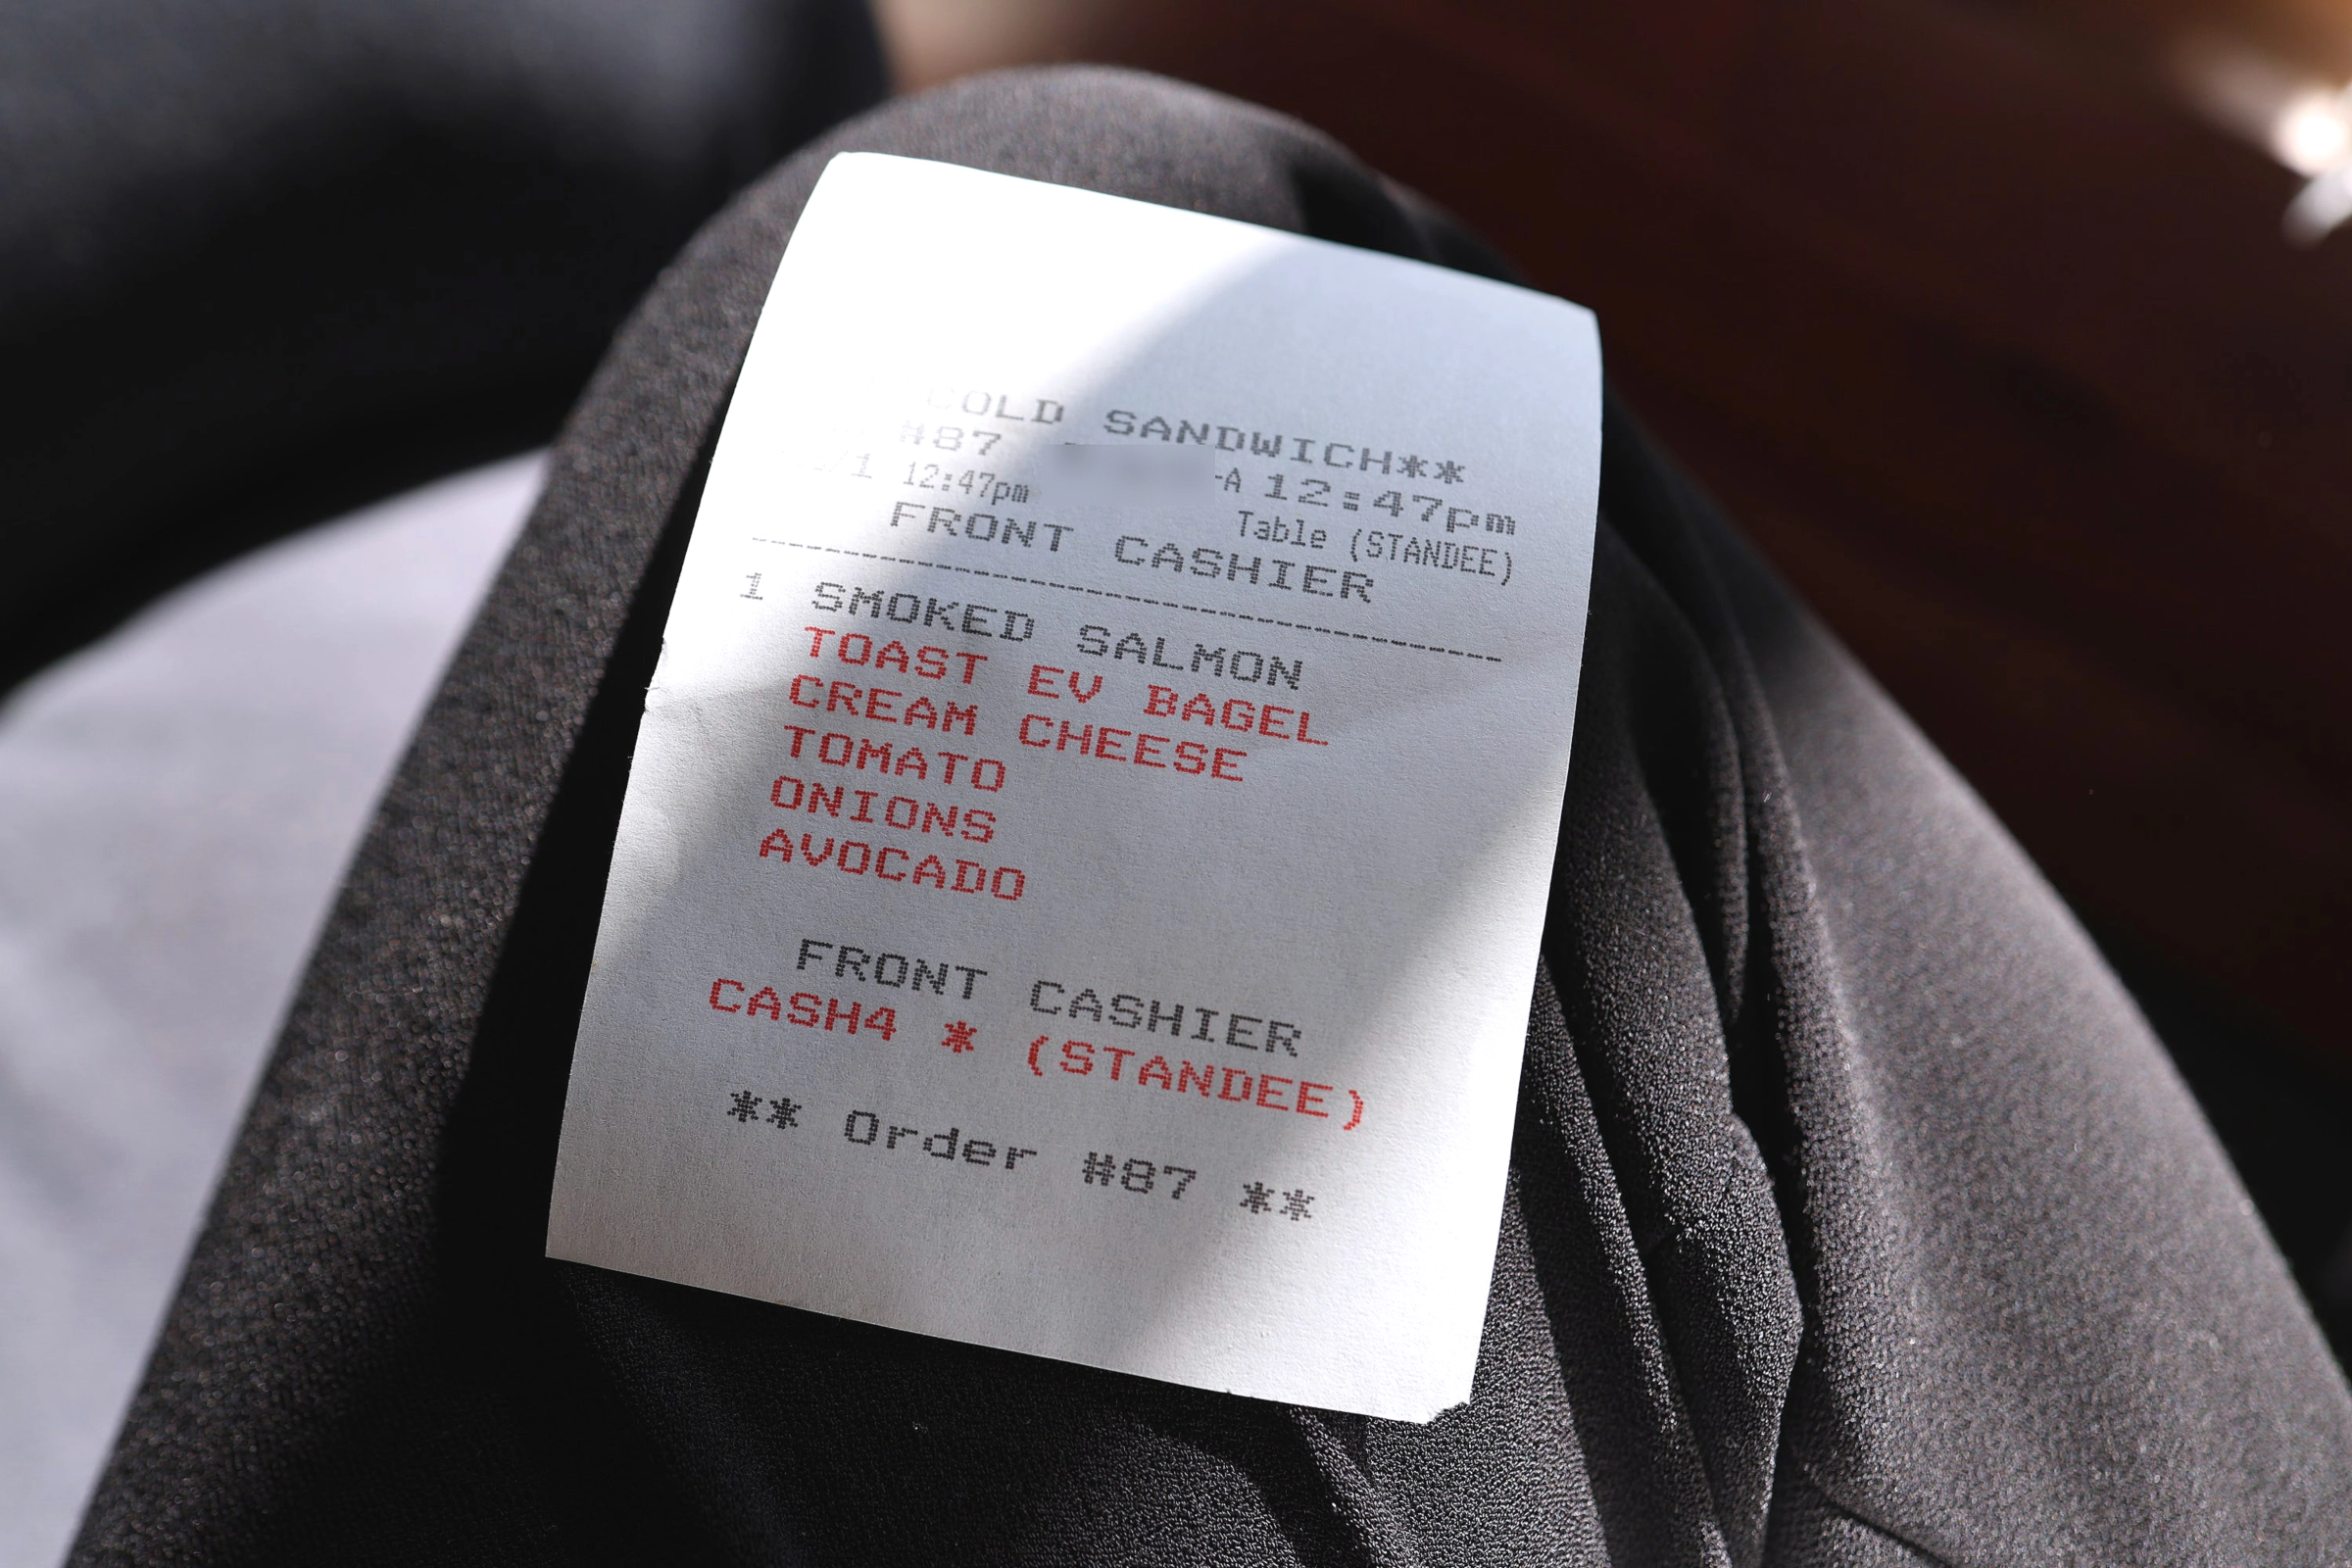 COLD SANDWICH**
#87 12:47pm
12:47pm -A Table (STANDEE)
FRONT CASHIER
1 SMOKED SALMON
TOAST EV BAGEL
CREAM CHEESE
TOMATO
ONIONS
AVOCADO
FRONT CASHIER
CASH4 * (STANDEE)
** Order #87 **